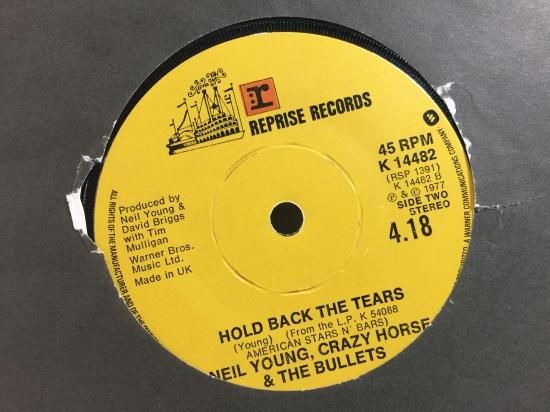 r
REPRISE RECORDS
45 RPM
K 14482
(RSP 1391)
K 14482 B
Ⓟ & © 1977
SIDE TWO
STEREO
4.18
Produced by
Neil Young &
David Briggs
with Tim
Mulligan
Warner Bros.
Music Ltd.
Made in UK
HOLD BACK THE TEARS
(Young) (From the L.P. K 54088
AMERICAN STARS N' BARS)
NEIL YOUNG, CRAZY HORSE
& THE BULLETS
ALL RIGHTS OF THE MANUFACTURER AND OF THE
A WARNER COMMUNICATIONS COMPANY